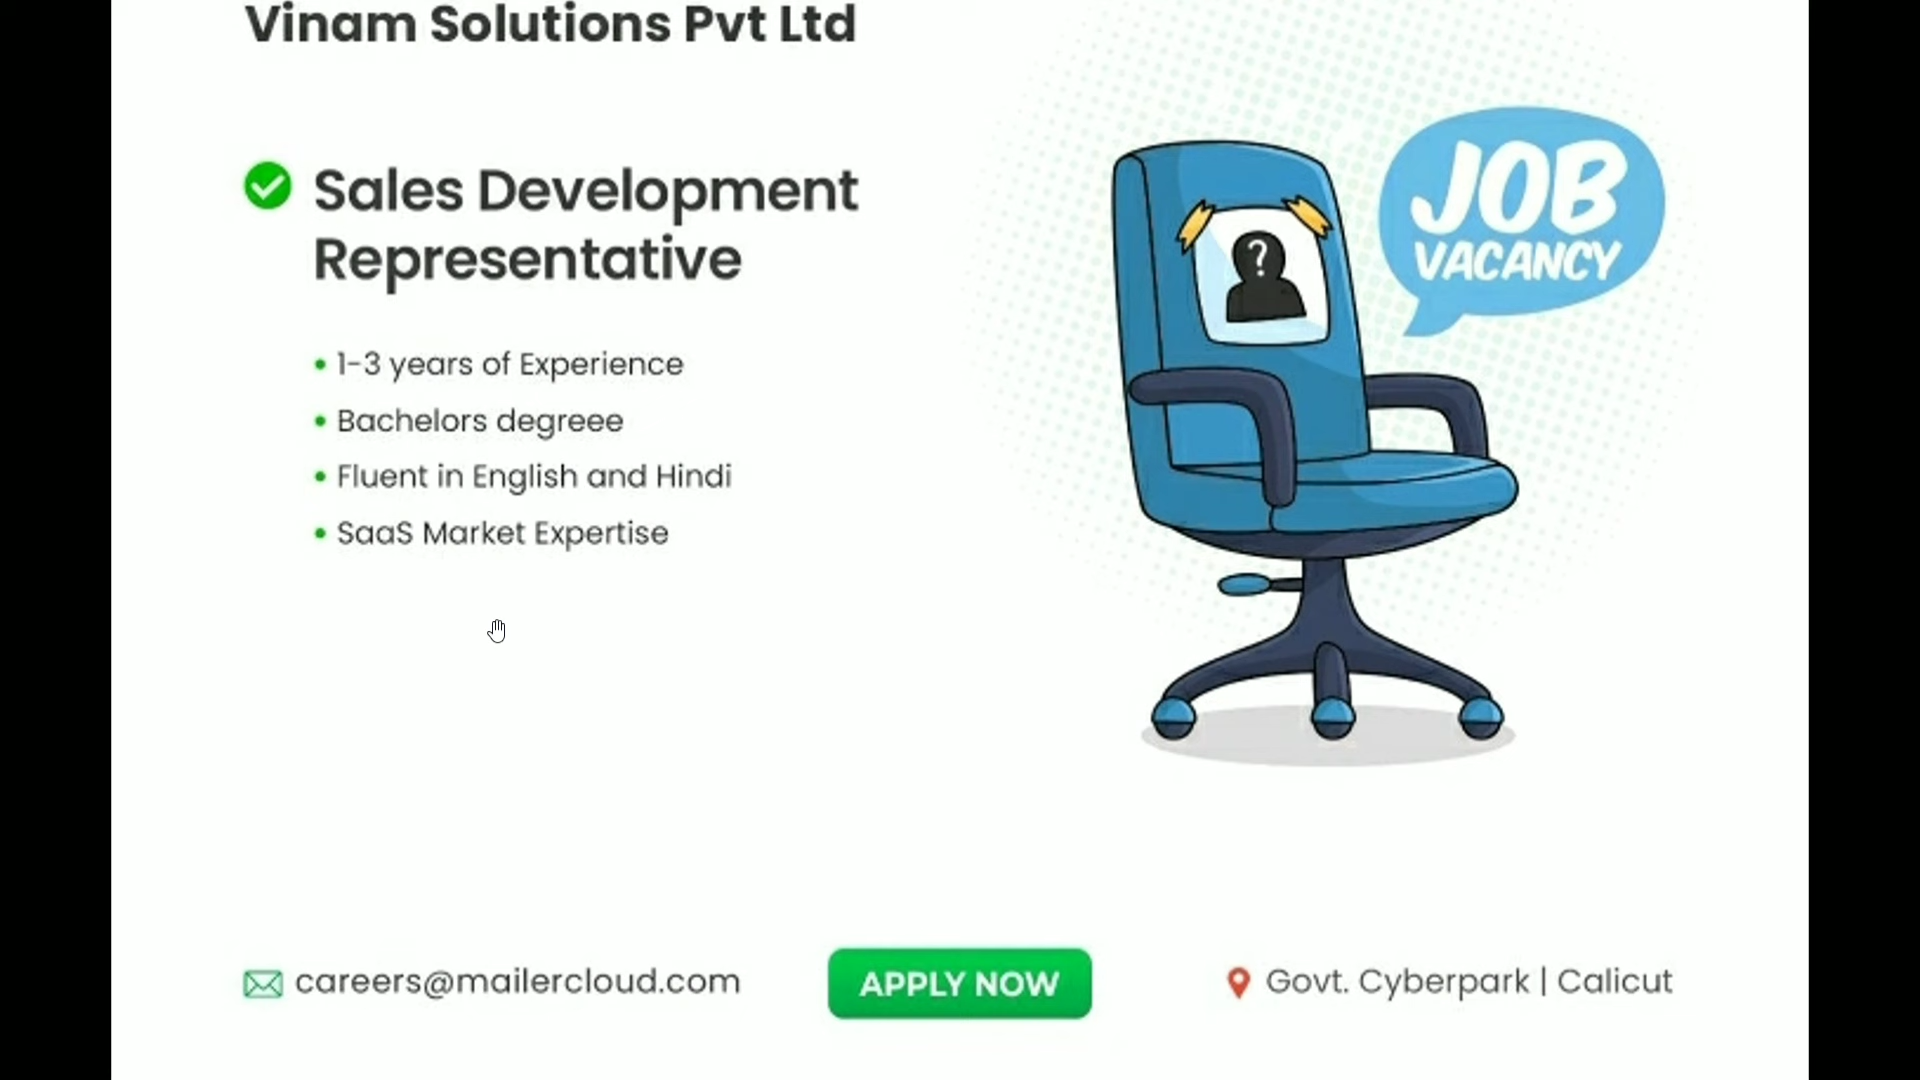 Vinam Solutions Pvt Ltd
Sales Development
Representative
• 1-3 years of Experience
• Bachelors degreee
• Fluent in English and Hindi
• SaaS Market Expertise
JOB
VACANCY
?
careers@mailercloud.com
APPLY NOW
Govt. Cyberpark | Calicut